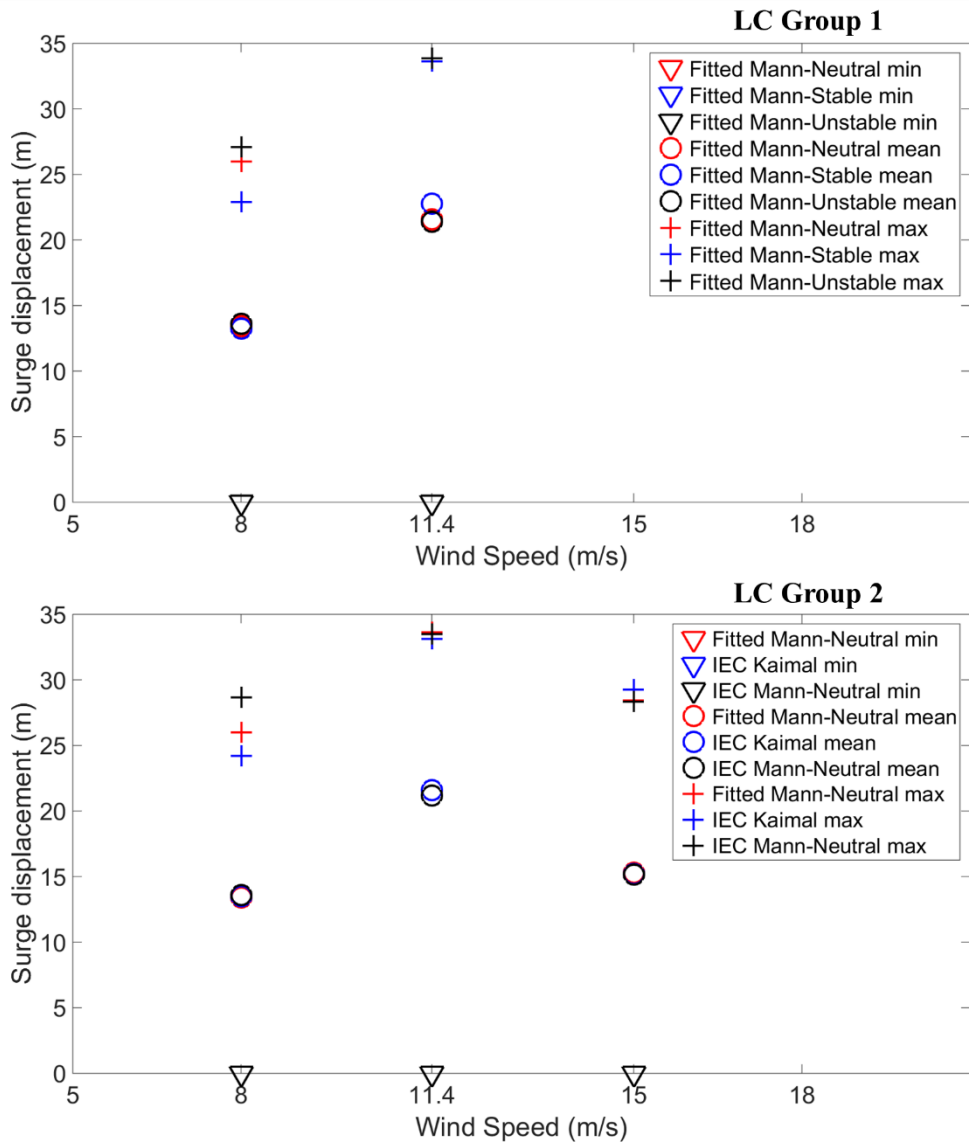 LC Group 1
35
30
25
20
15
10
5
0
Surge displacement (m)
Fitted Mann-Neutral min
Fitted Mann-Stable min
Fitted Mann-Unstable min
Fitted Mann-Neutral mean
Fitted Mann-Stable mean
Fitted Mann-Unstable mean
Fitted Mann-Neutral max
Fitted Mann-Stable max
Fitted Mann-Unstable max
5 8 11.4 15 18
Wind Speed (m/s)
LC Group 2
35
30
25
20
15
10
5
0
Surge displacement (m)
Fitted Mann-Neutral min
IEC Kaimal min
IEC Mann-Neutral min
Fitted Mann-Neutral mean
IEC Kaimal mean
IEC Mann-Neutral mean
Fitted Mann-Neutral max
IEC Kaimal max
IEC Mann-Neutral max
5 8 11.4 15 18
Wind Speed (m/s)